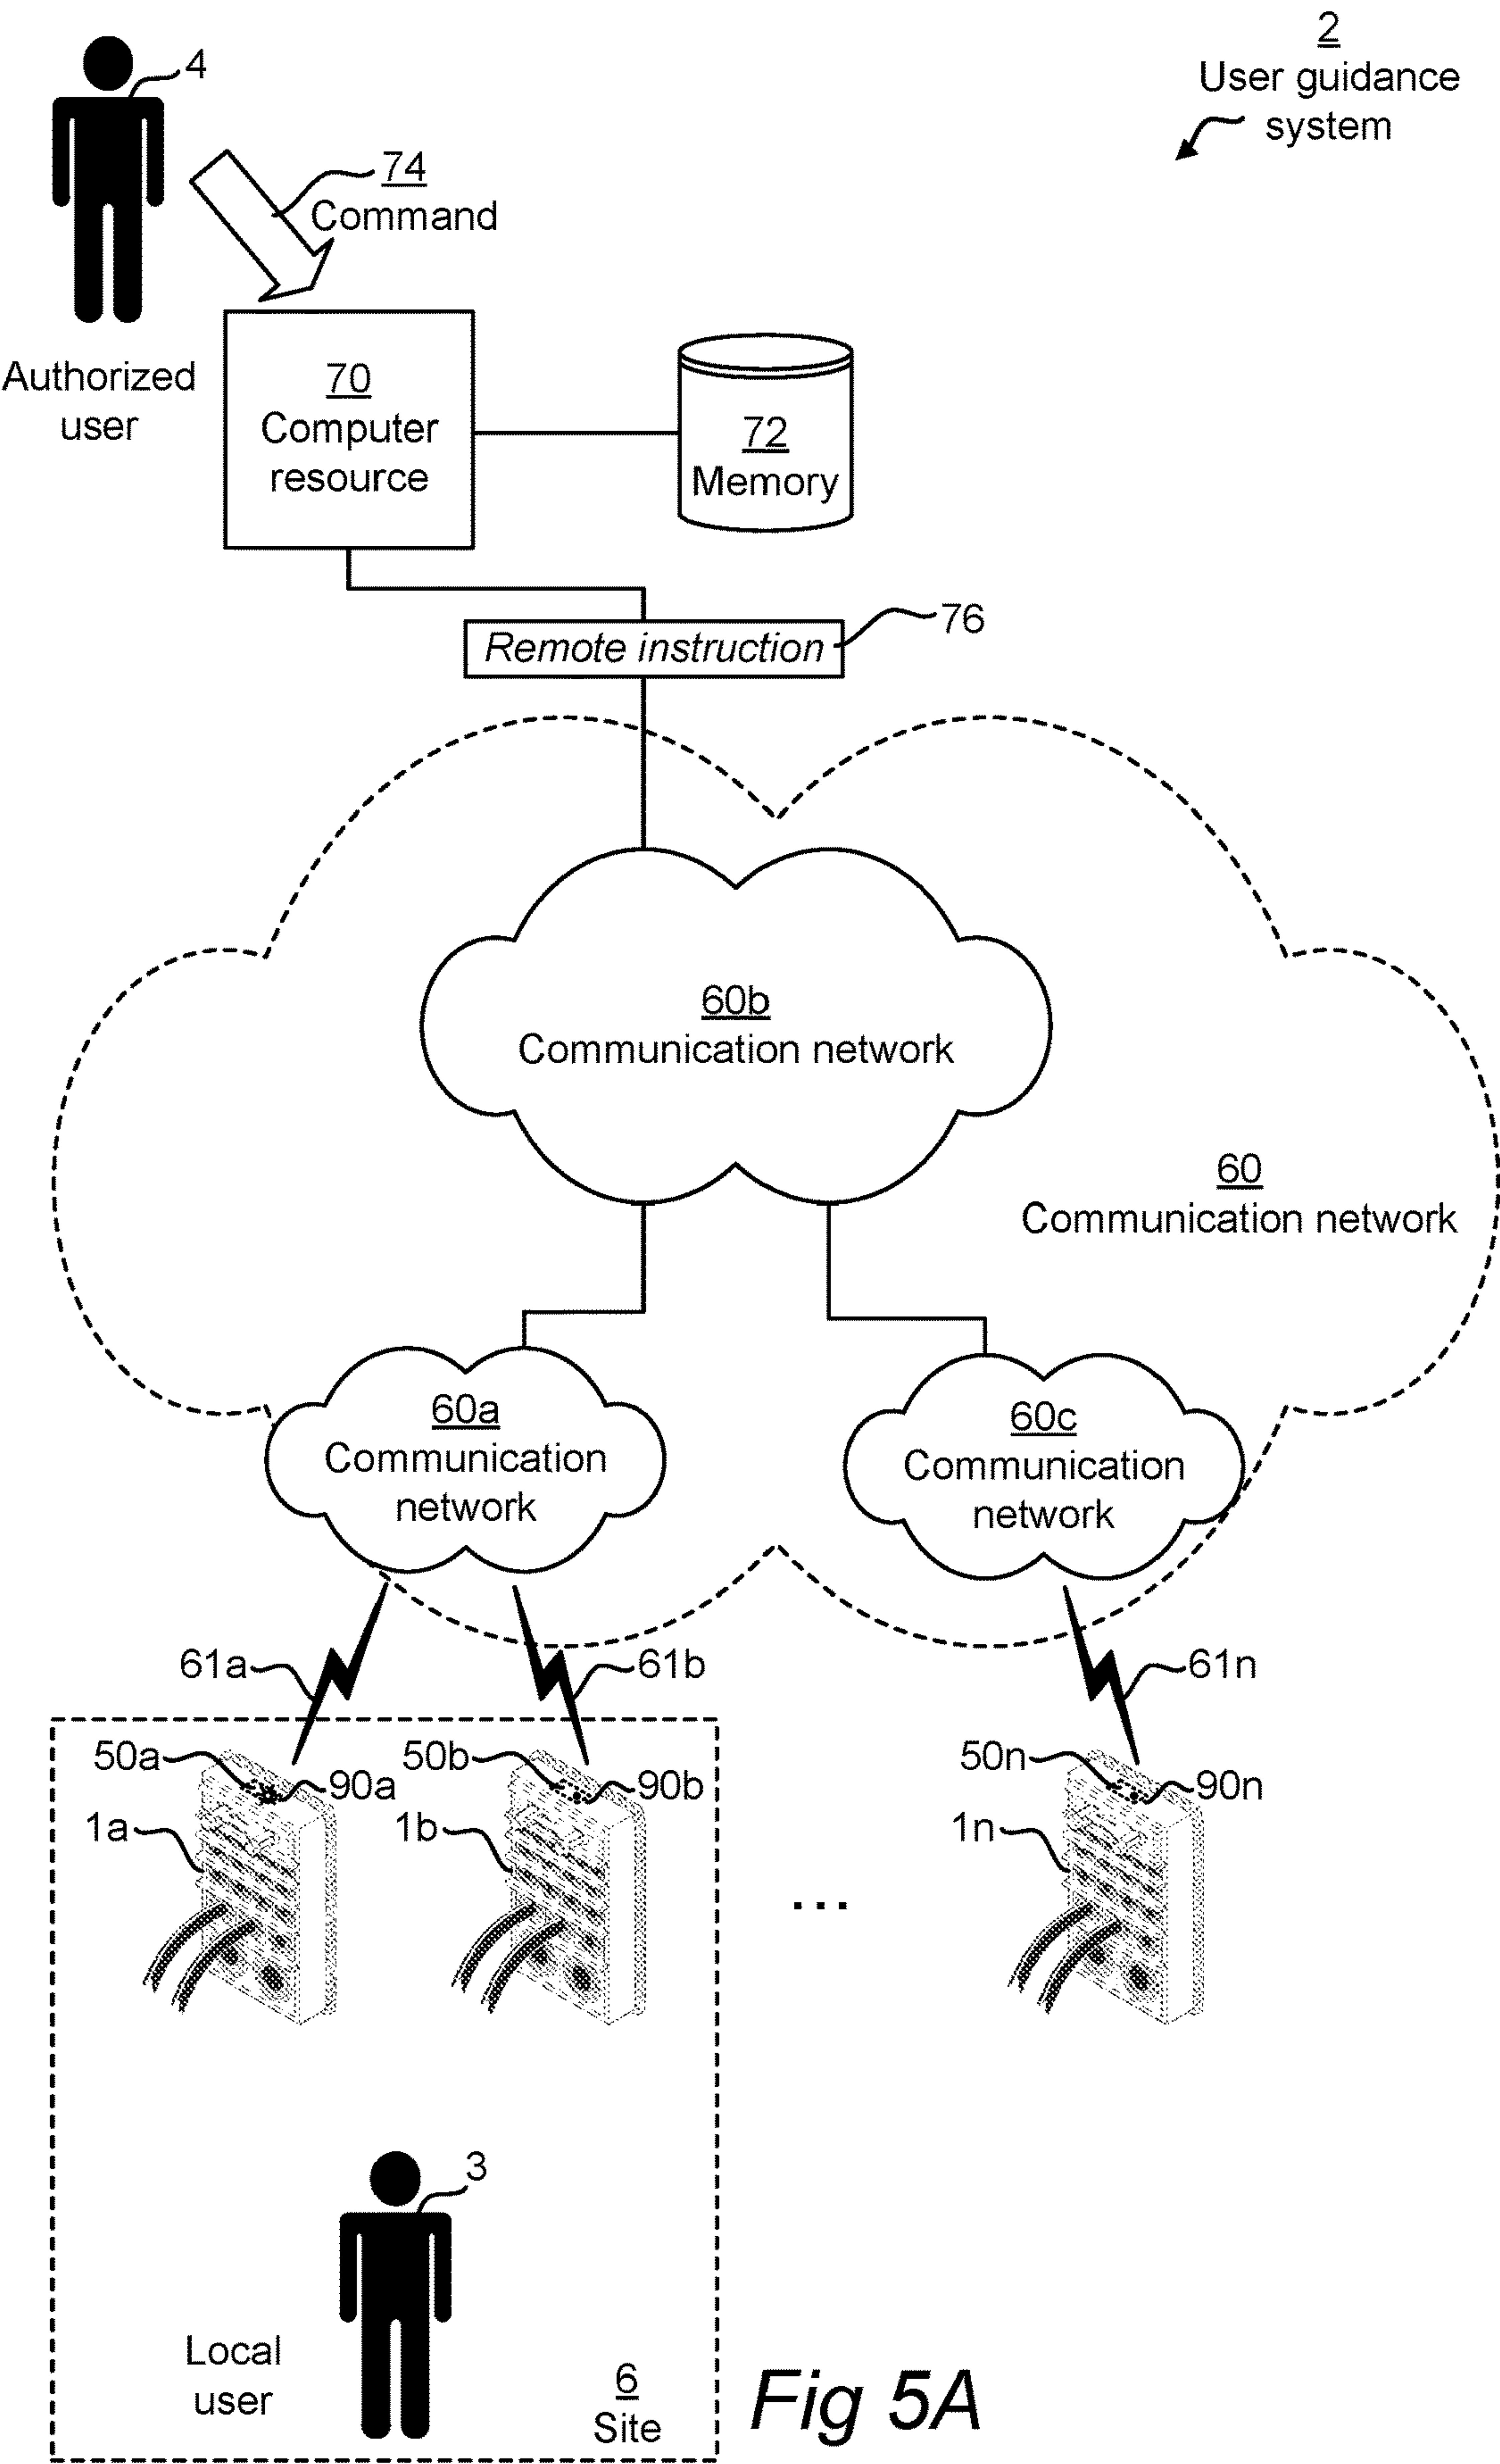 2
User guidance
system
4
74
Command
Authorized
user
70
Computer
resource
72
Memory
76
Remote instruction
60b
Communication network
60
Communication network
60a
Communication
network
60c
Communication
network
61a
61b
61n
50a
90a
1a
50b
90b
1b
50n
90n
1n
...
3
Local
user
6
Site
Fig 5A